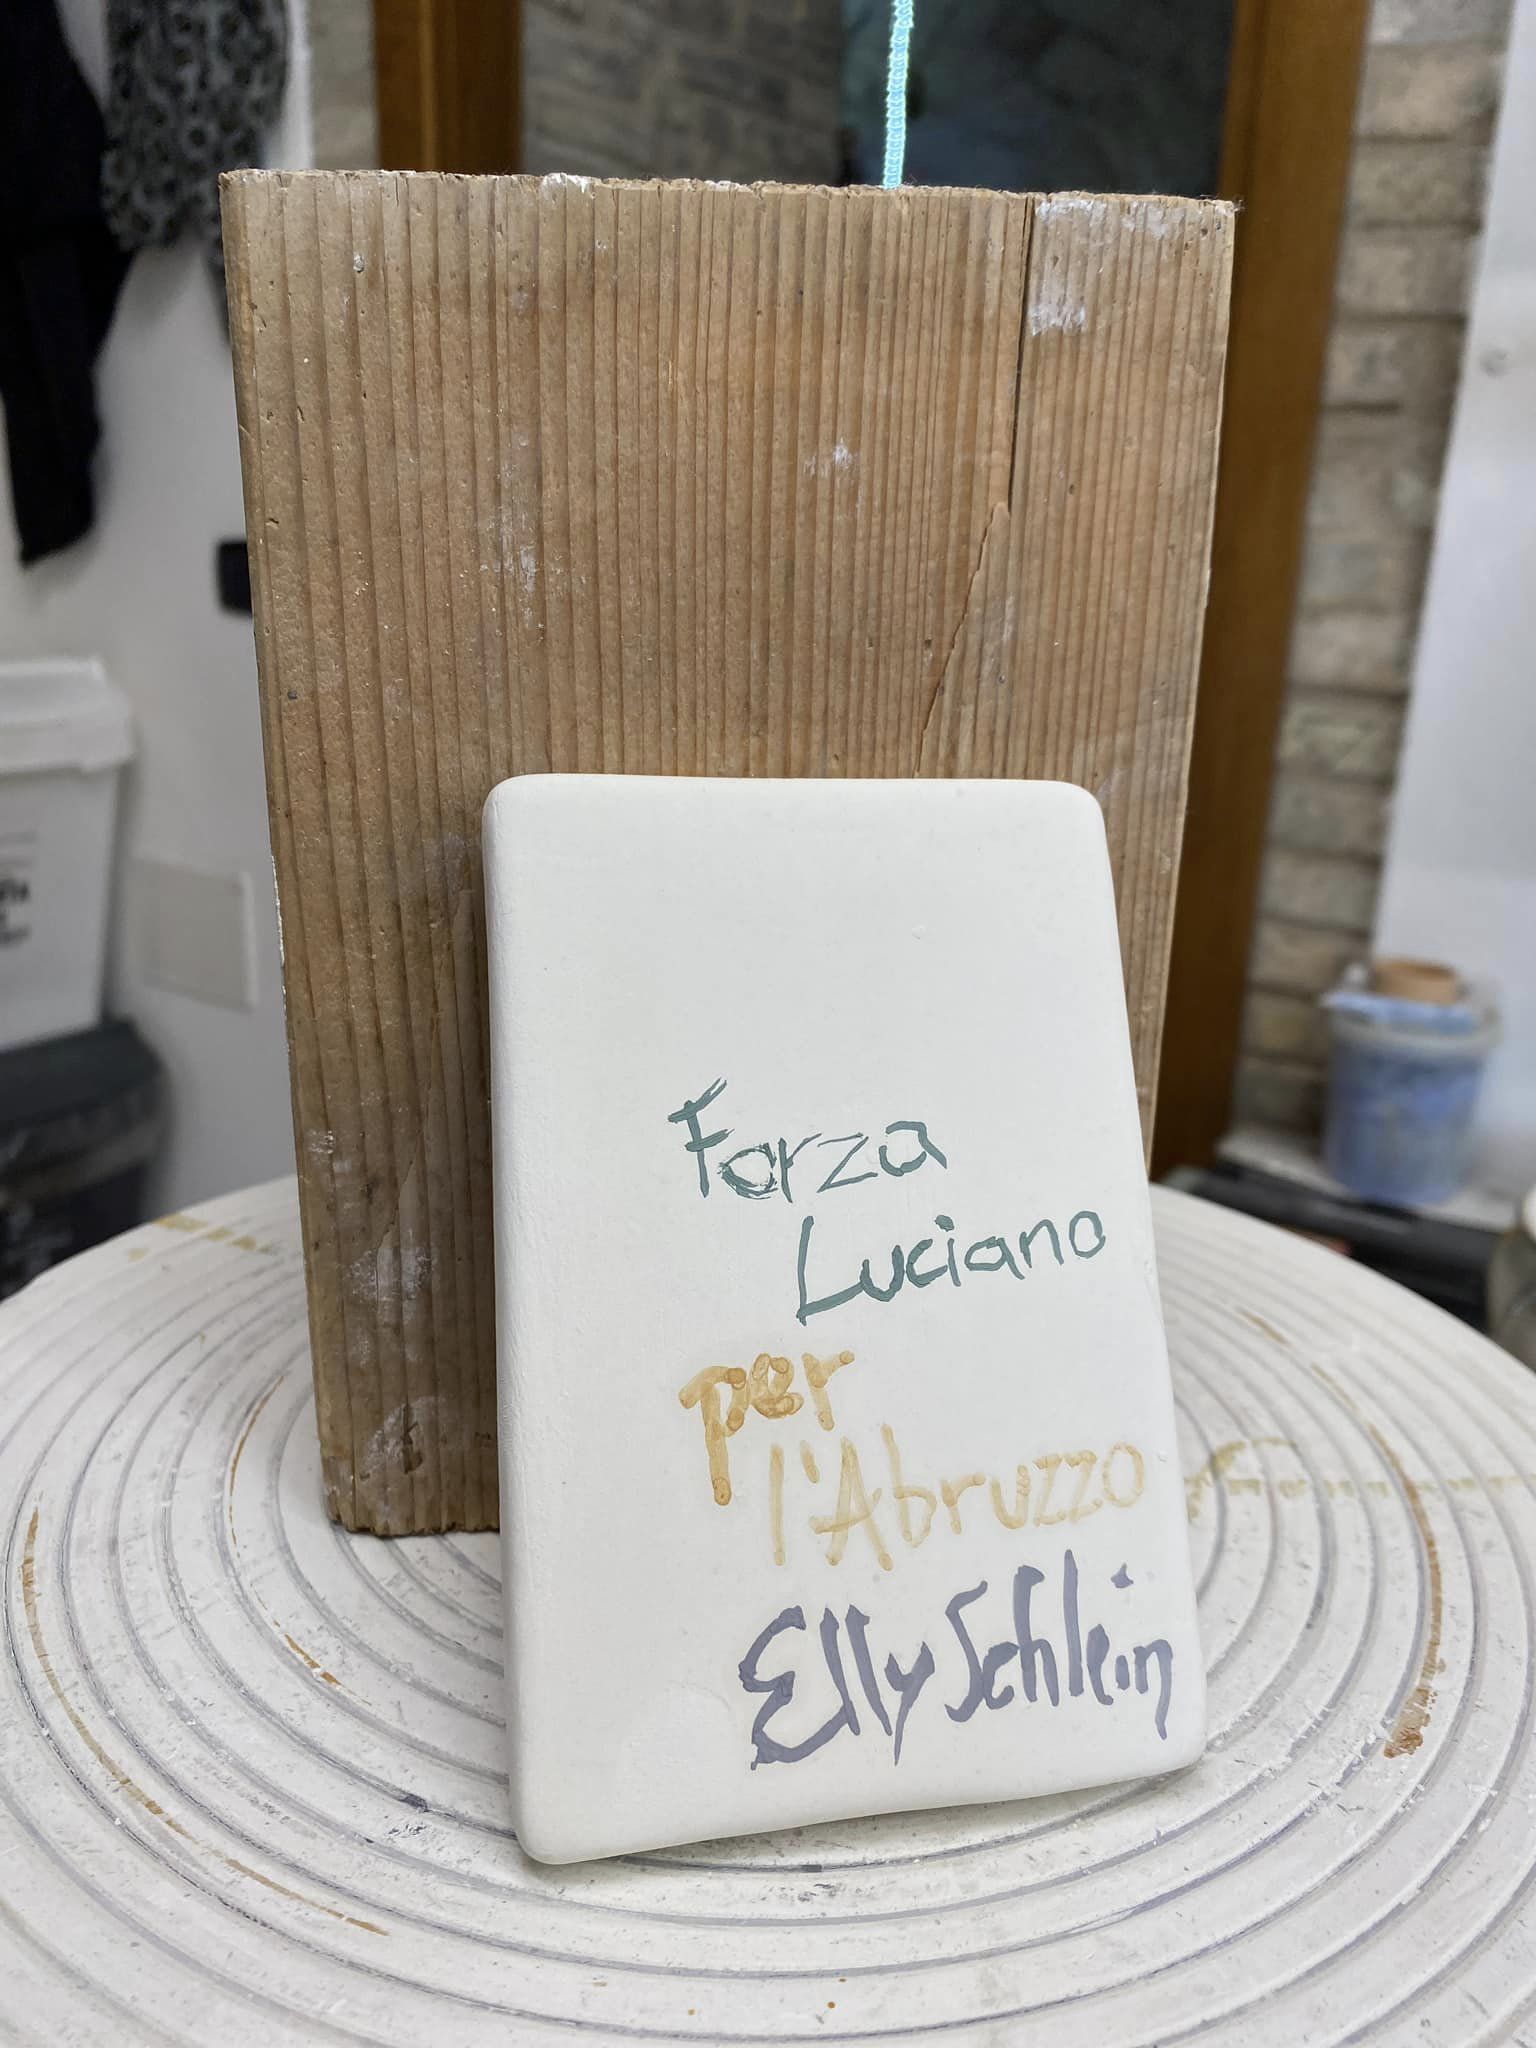 Forza
Luciano
per
l'Abruzzo
Elly Schlein